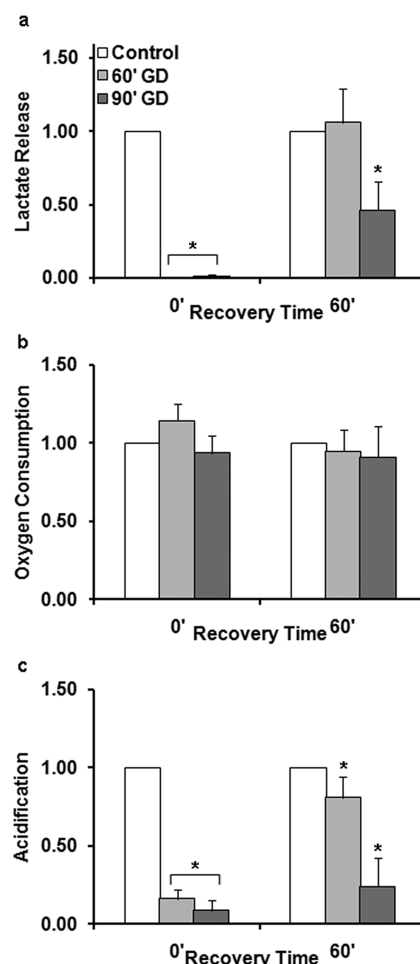 a
Control
60' GD
90' GD
Lactate Release
1.50
1.00
0.50
0.00
*
*
0' Recovery Time 60'
b
Oxygen Consumption
1.50
1.00
0.50
0.00
0' Recovery Time 60'
c
Acidification
1.50
1.00
0.50
0.00
*
*
*
0' Recovery Time 60'